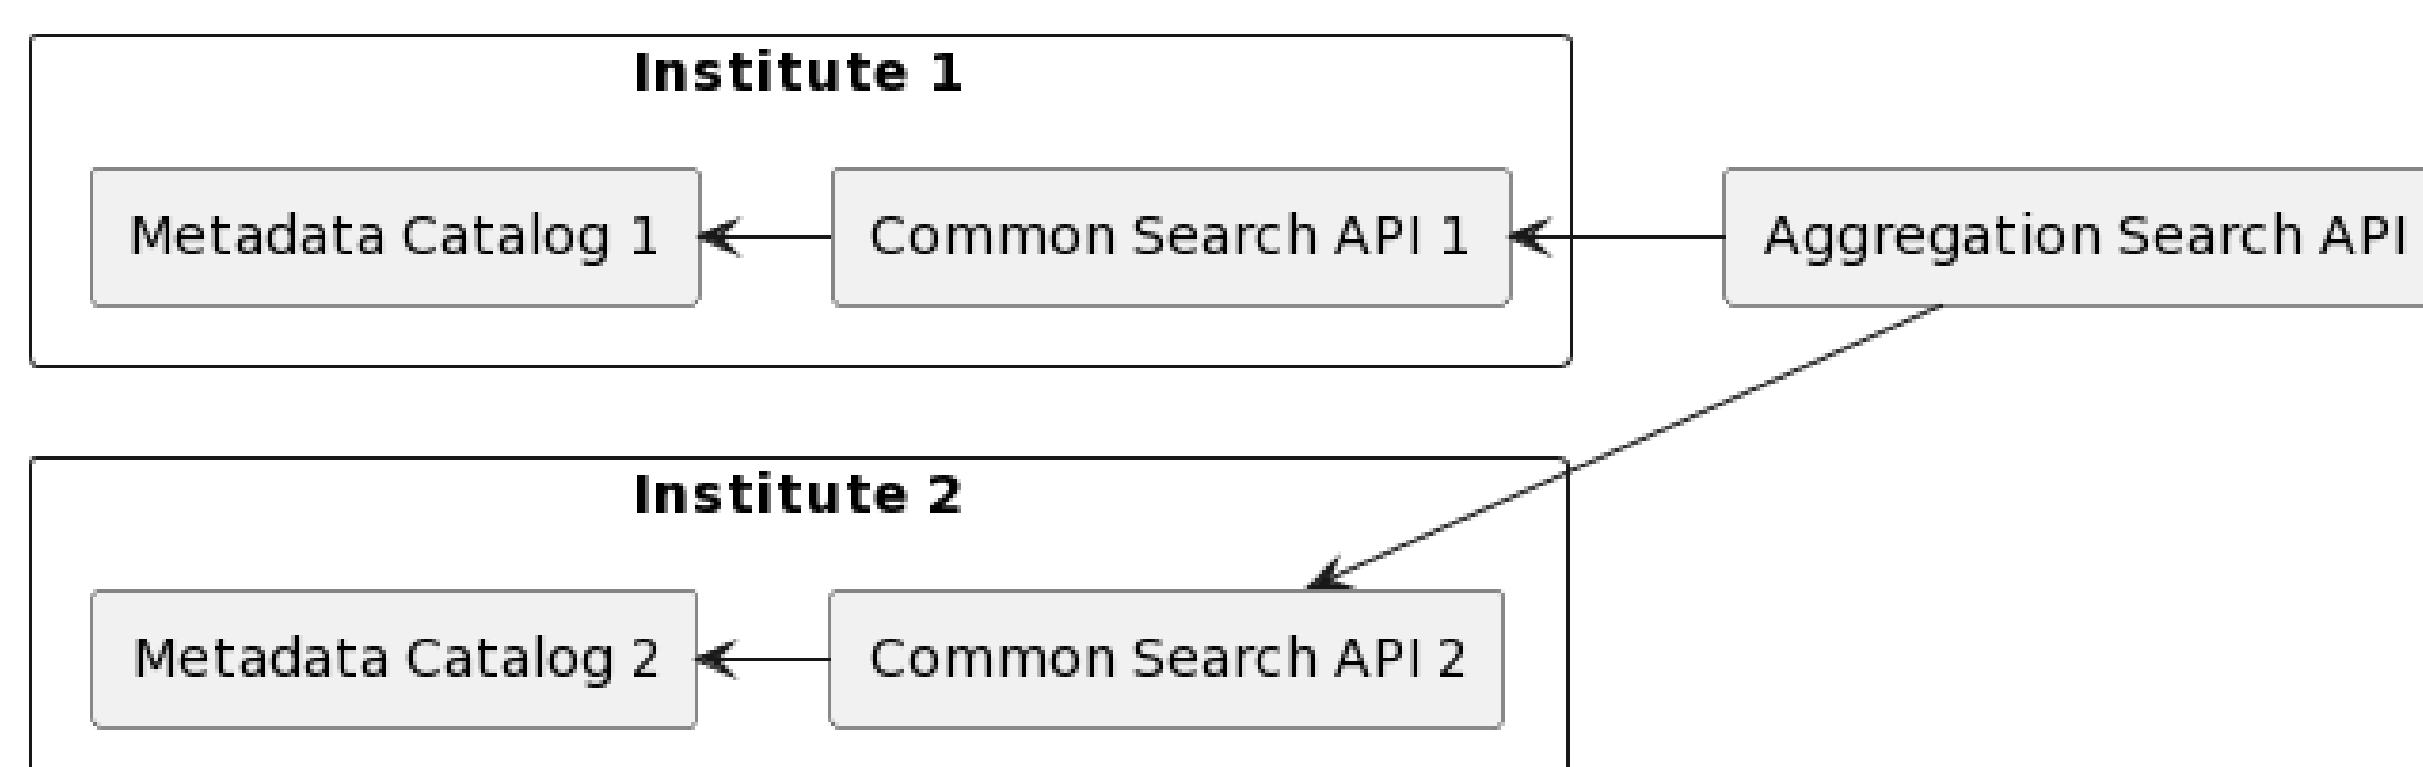 Institute 1
Metadata Catalog 1
Common Search API 1
Aggregation Search API
Institute 2
Metadata Catalog 2
Common Search API 2